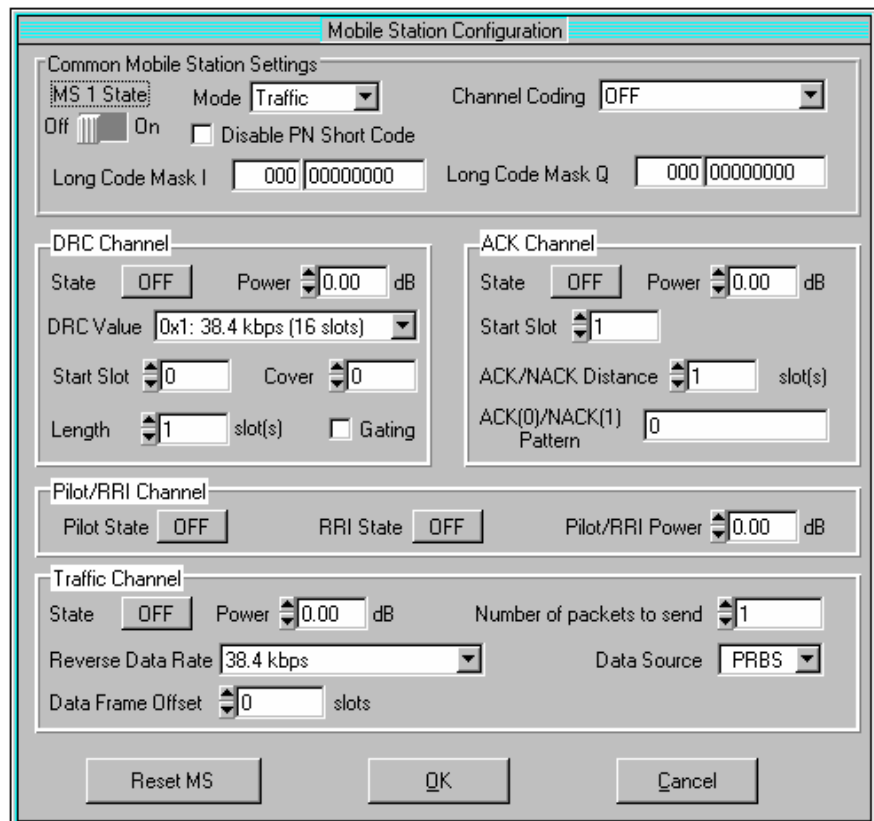 Mobile Station Configuration
Common Mobile Station Settings
MS 1 State
Mode Traffic
Channel Coding OFF
Off On
Disable PN Short Code
Long Code Mask I 000 00000000
Long Code Mask Q 000 00000000
DRC Channel
State OFF Power 0.00 dB
DRC Value 0x1: 38.4 kbps (16 slots)
Start Slot 0 Cover 0
Length 1 slot(s) Gating
ACK Channel
State OFF Power 0.00 dB
Start Slot 1
ACK/NACK Distance 1 slot(s)
ACK(0)/NACK(1) 0
Pattern
Pilot/RRI Channel
Pilot State OFF RRI State OFF Pilot/RRI Power 0.00 dB
Traffic Channel
State OFF Power 0.00 dB Number of packets to send 1
Reverse Data Rate 38.4 kbps Data Source PRBS
Data Frame Offset 0 slots
Reset MS OK Cancel